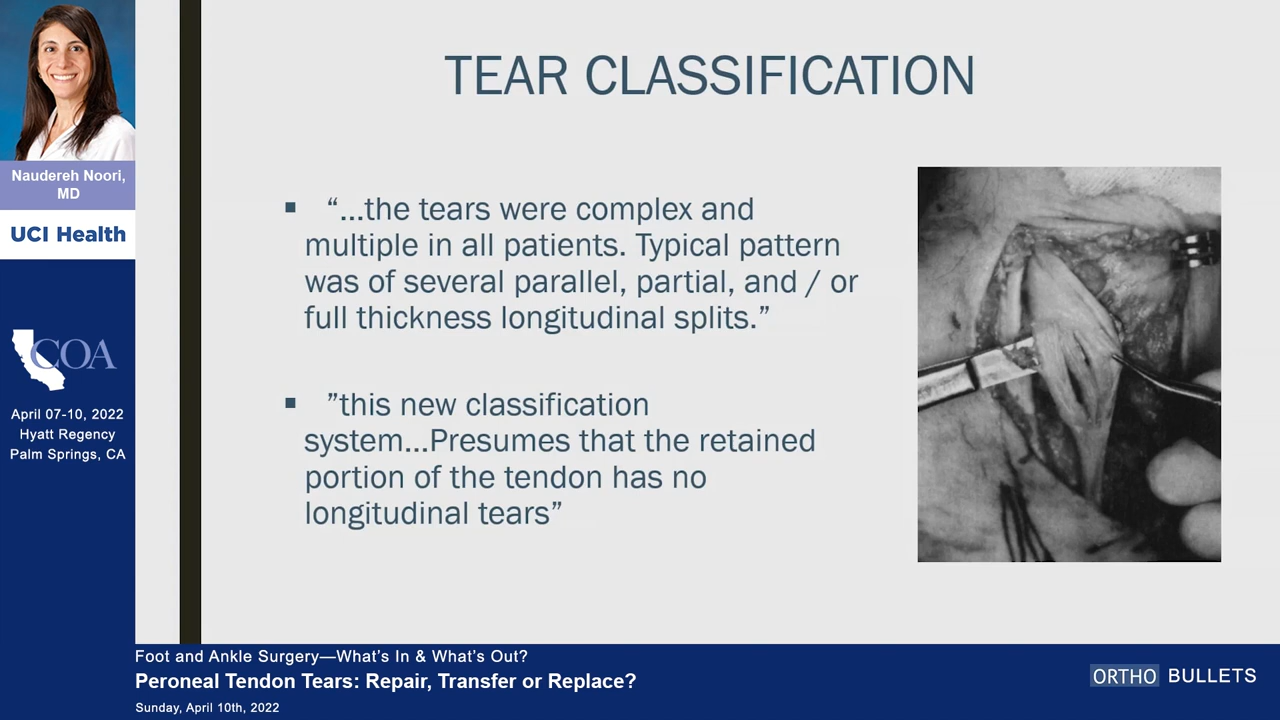 TEAR CLASSIFICATION
▪ “...the tears were complex and
multiple in all patients. Typical pattern
was of several parallel, partial, and / or
full thickness longitudinal splits.”
▪ ”this new classification
system...Presumes that the retained
portion of the tendon has no
longitudinal tears”
Naudereh Noori,
MD
UCI Health
COA
April 07-10, 2022
Hyatt Regency
Palm Springs, CA
Foot and Ankle Surgery—What’s In & What’s Out?
Peroneal Tendon Tears: Repair, Transfer or Replace?
Sunday, April 10th, 2022
ORTHO BULLETS